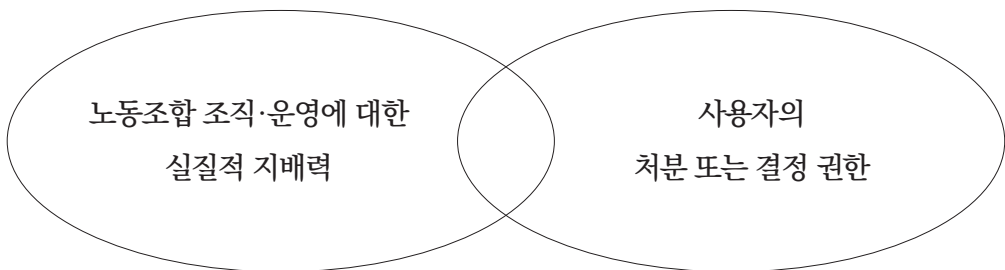 노동조합 조직·운영에 대한
실질적 지배력
사용자의
처분 또는 결정 권한